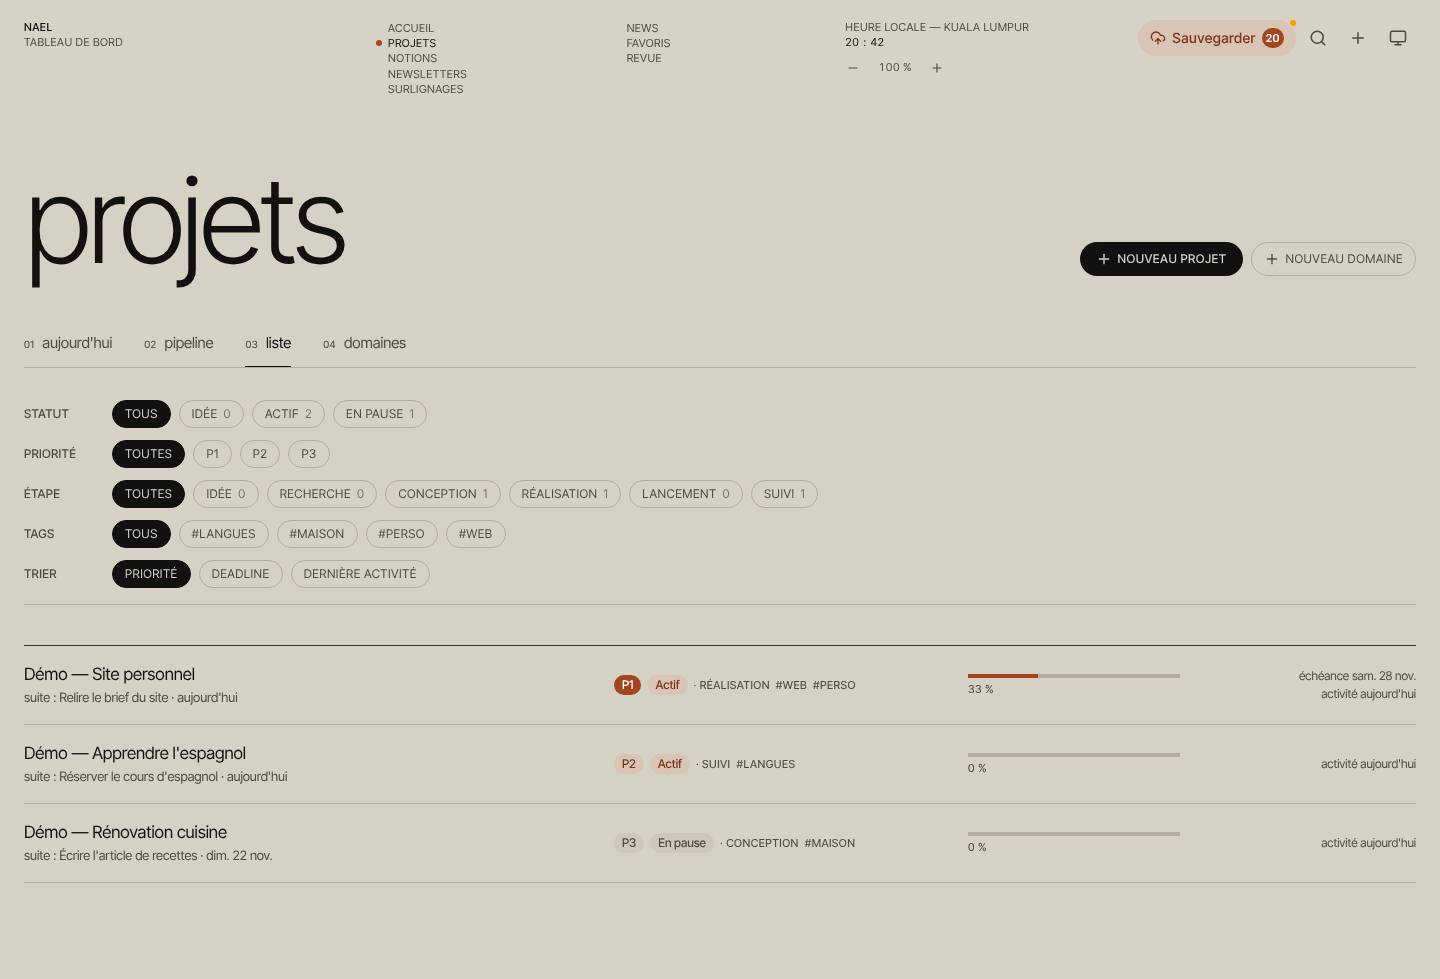 NAEL
TABLEAU DE BORD
ACCUEIL
PROJETS
NOTIONS
NEWSLETTERS
SURLIGNAGES
NEWS
FAVORIS
REVUE
HEURE LOCALE — KUALA LUMPUR
20 : 42
— 100 % +
Sauvegarder 20
projets
+ NOUVEAU PROJET
+ NOUVEAU DOMAINE
01 aujourd'hui 02 pipeline 03 liste 04 domaines
STATUT TOUS IDÉE 0 ACTIF 2 EN PAUSE 1
PRIORITÉ TOUTES P1 P2 P3
ÉTAPE TOUTES IDÉE 0 RECHERCHE 0 CONCEPTION 1 RÉALISATION 1 LANCEMENT 0 SUIVI 1
TAGS TOUS #LANGUES #MAISON #PERSO #WEB
TRIER PRIORITÉ DEADLINE DERNIÈRE ACTIVITÉ
Démo — Site personnel
suite : Relire le brief du site · aujourd'hui
P1 Actif · RÉALISATION #WEB #PERSO
33 %
échéance sam. 28 nov.
activité aujourd'hui
Démo — Apprendre l'espagnol
suite : Réserver le cours d'espagnol · aujourd'hui
P2 Actif · SUIVI #LANGUES
0 %
activité aujourd'hui
Démo — Rénovation cuisine
suite : Écrire l'article de recettes · dim. 22 nov.
P3 En pause · CONCEPTION #MAISON
0 %
activité aujourd'hui